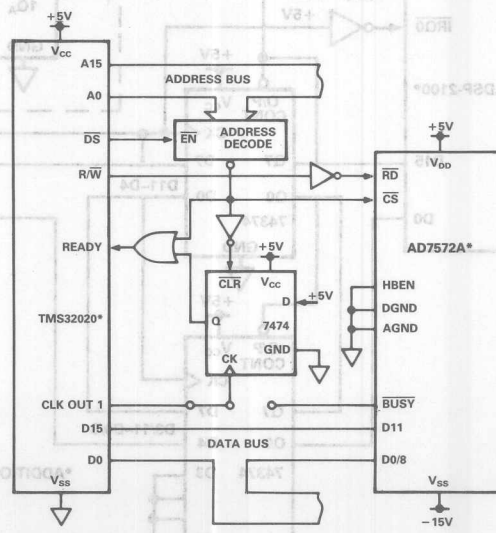 +5V
VCC
A15
ADDRESS BUS
A0
DS
EN
ADDRESS
DECODE
+5V
VDD
R/W
RD
CS
READY
+5V
CLR
VCC
AD7572A*
D
+5V
HBEN
TMS32020*
Q
7474
DGND
GND
AGND
CK
CLK OUT 1
BUSY
D15
D11
DATA BUS
D0
D0/8
VSS
VSS
−15V